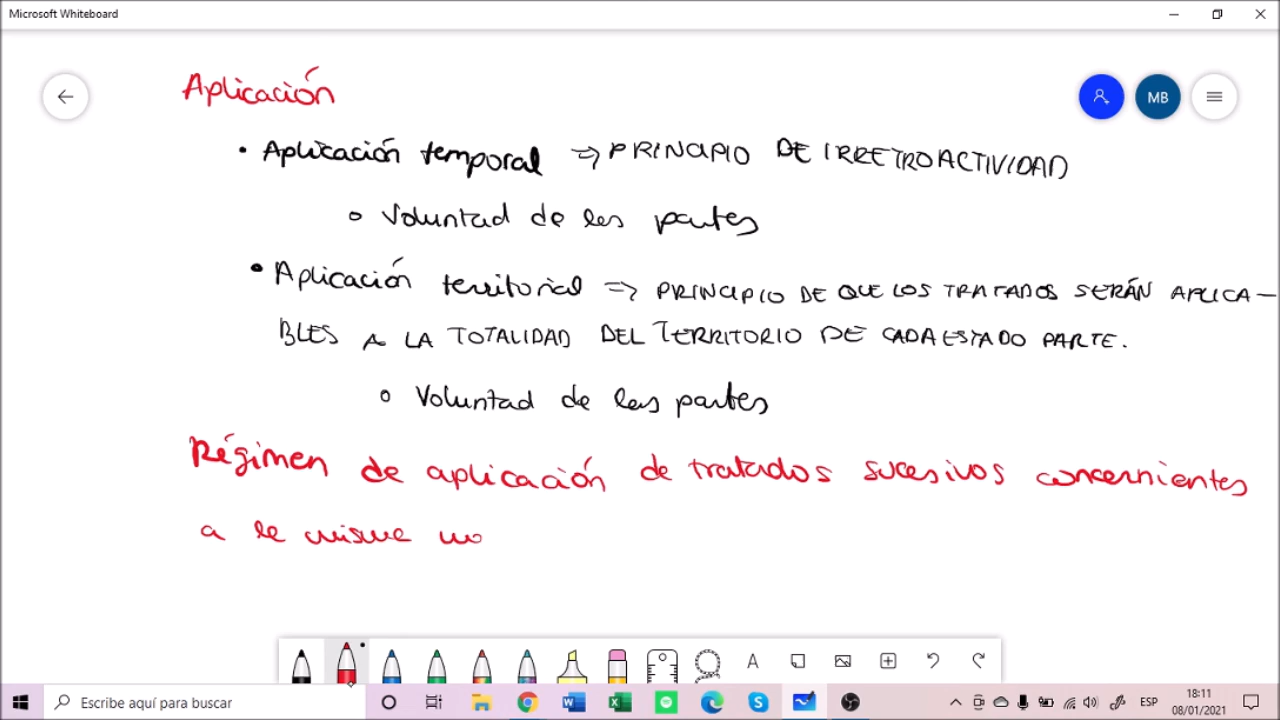 Microsoft Whiteboard
Aplicación
MB
• Aplicación temporal => PRINCIPIO DE IRRETROACTIVIDAD
o Voluntad de las partes
• Aplicación territorial => PRINCIPIO DE QUE LOS TRATADOS SERÁN APLICA-
BLES A LA TOTALIDAD DEL TERRITORIO DE CADA ESTADO PARTE.
o Voluntad de las partes
Régimen de aplicación de tratados sucesivos concernientes
a la misma
A
Escribe aquí para buscar
ESP
18:11
08/01/2021